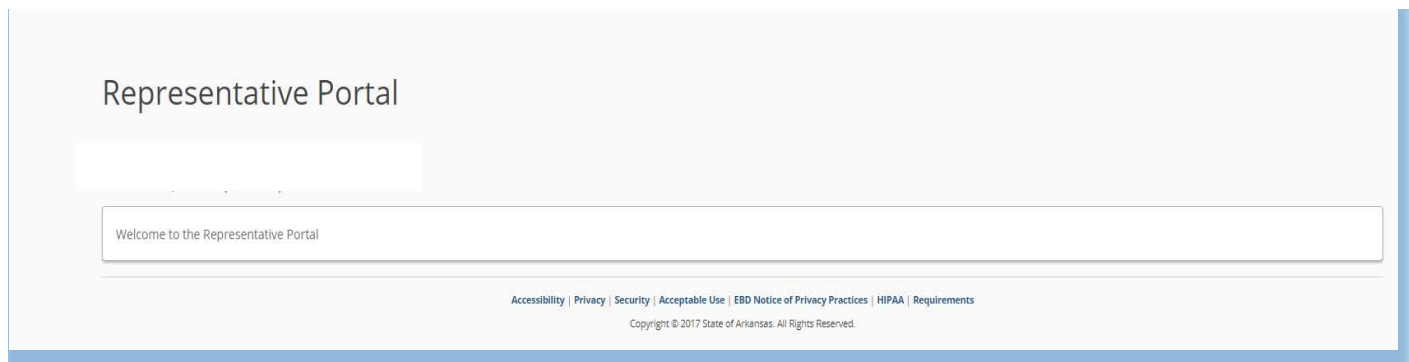 Representative Portal
Welcome to the Representative Portal
Accessibility | Privacy | Security | Acceptable Use | EBD Notice of Privacy Practices | HIPAA | Requirements
Copyright © 2017 State of Arkansas. All Rights Reserved.